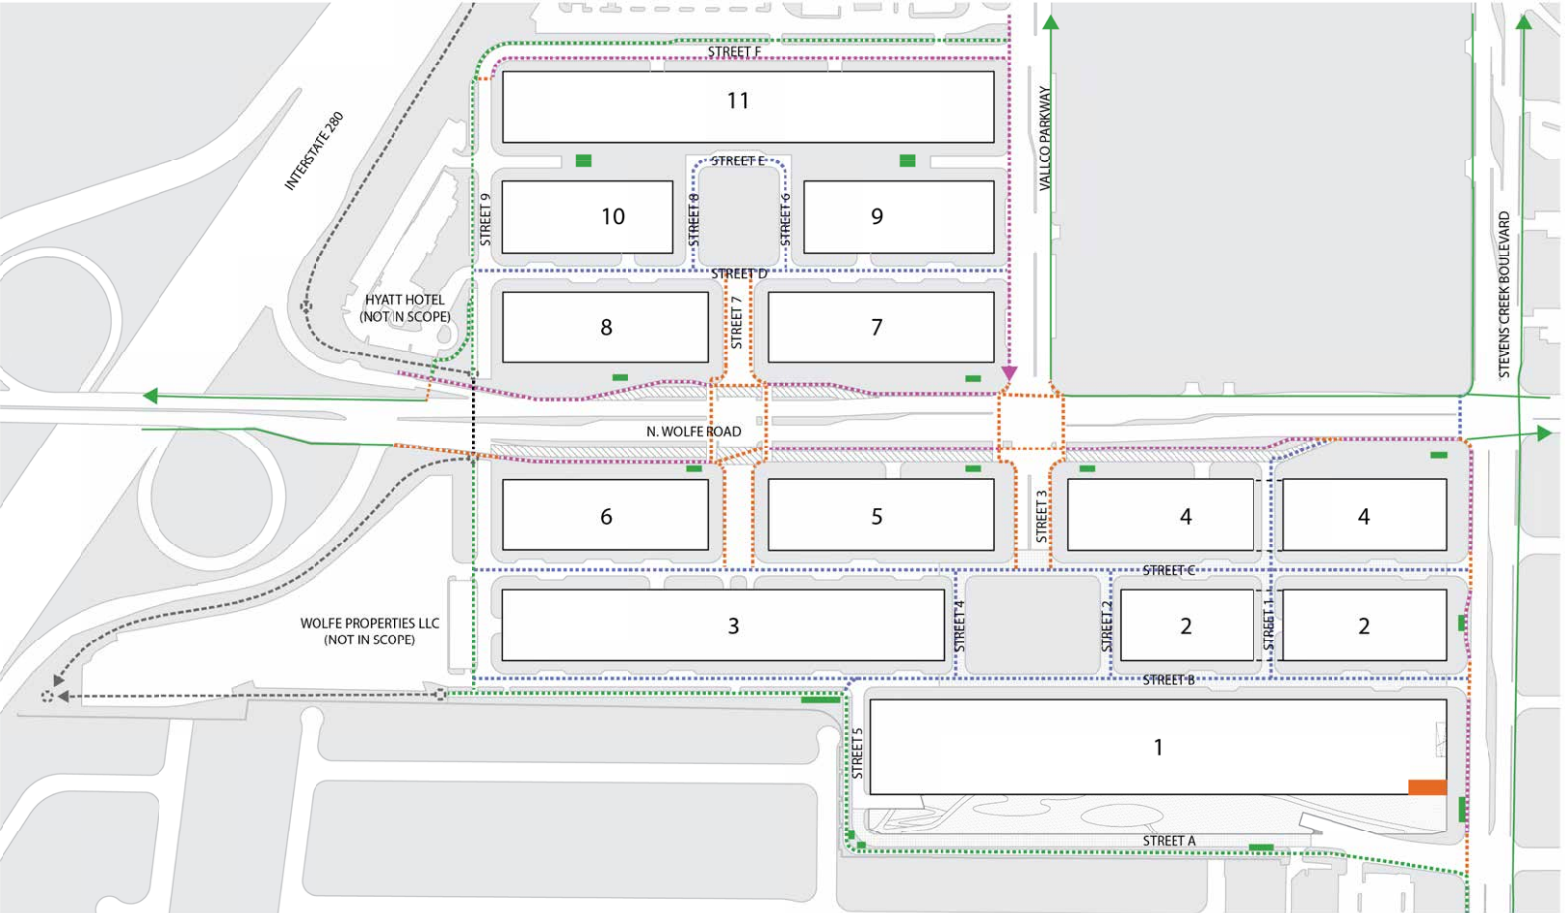 STREET F
11
INTERSTATE 280
VALLCO PARKWAY
STREET E
STREET 9
10
STREET 8
STREET 6
9
STEVENS CREEK BOULEVARD
STREET D
HYATT HOTEL
(NOT IN SCOPE)
8
STREET 7
7
N. WOLFE ROAD
6
5
STREET 3
4
4
STREET C
WOLFE PROPERTIES LLC
(NOT IN SCOPE)
3
STREET 4
STREET 2
2
STREET 1
2
STREET B
STREET 5
1
STREET A